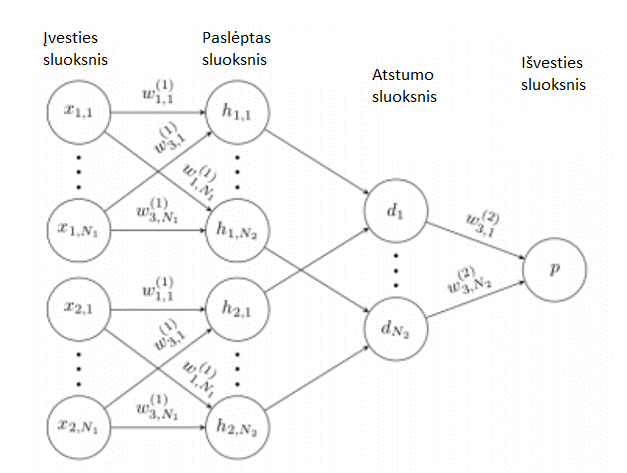 Įvesties
sluoksnis
Paslėptas
sluoksnis
Atstumo
sluoksnis
Išvesties
sluoksnis
x_{1,1}
w_{1,1}^{(1)}
h_{1,1}
w_{3,1}^{(1)}
w_{1,N_1}^{(1)}
x_{1,N_1}
w_{3,N_1}^{(1)}
h_{1,N_2}
x_{2,1}
w_{1,1}^{(1)}
h_{2,1}
w_{3,1}^{(1)}
w_{1,N_1}^{(1)}
x_{2,N_1}
w_{3,N_1}^{(1)}
h_{2,N_2}
d_1
w_{3,1}^{(2)}
d_{N_2}
w_{3,N_2}^{(2)}
p